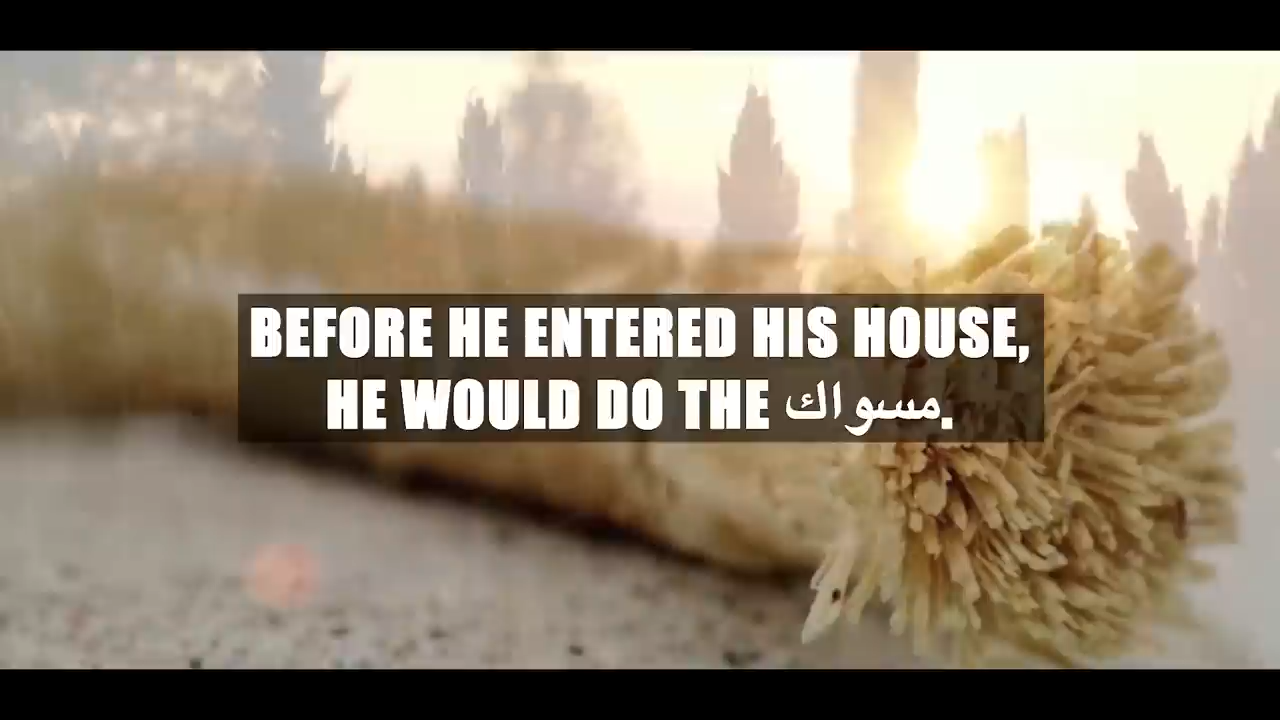 BEFORE HE ENTERED HIS HOUSE,
HE WOULD DO THE مسواك.